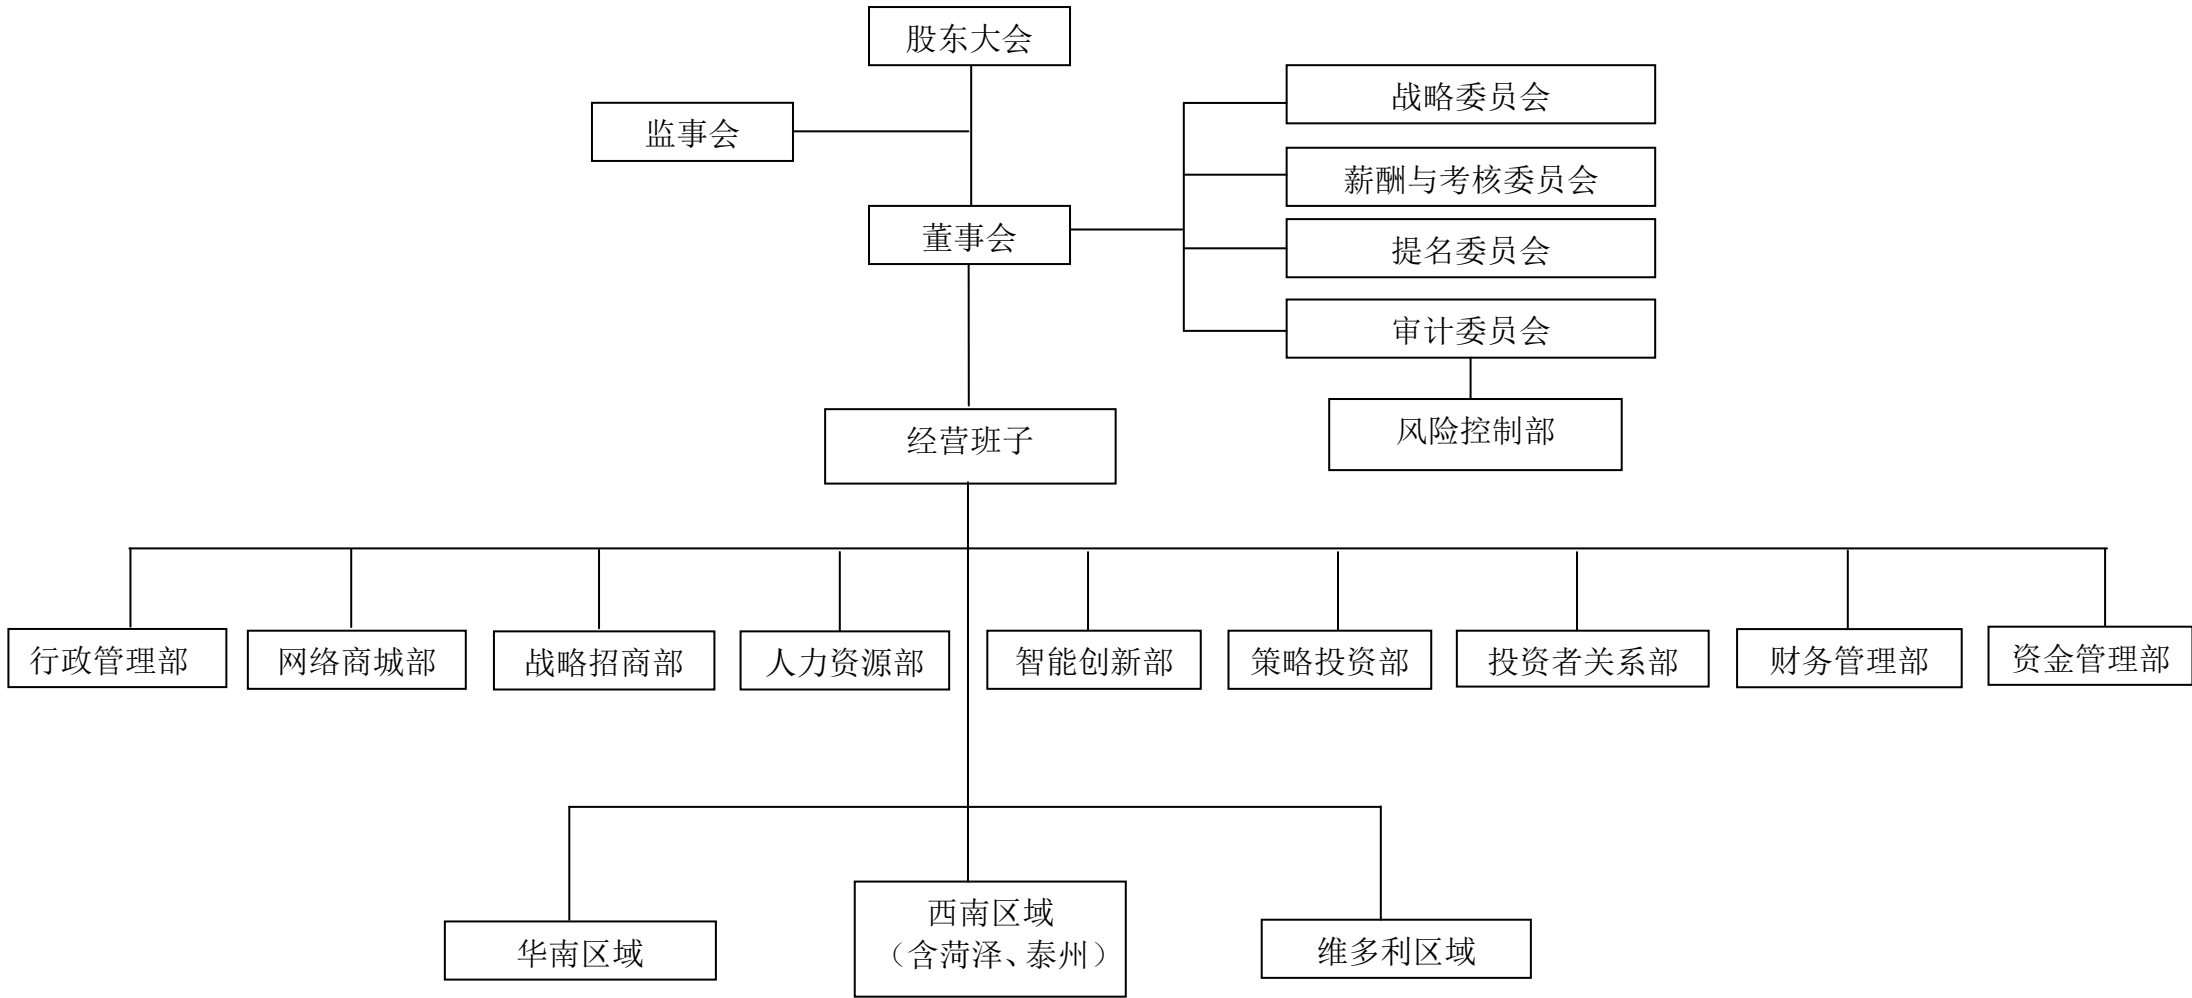 股东大会
战略委员会
监事会
薪酬与考核委员会
董事会
提名委员会
审计委员会
经营班子
风险控制部
行政管理部
网络商城部
战略招商部
人力资源部
智能创新部
策略投资部
投资者关系部
财务管理部
资金管理部
华南区域
西南区域
（含菏泽、泰州）
维多利区域